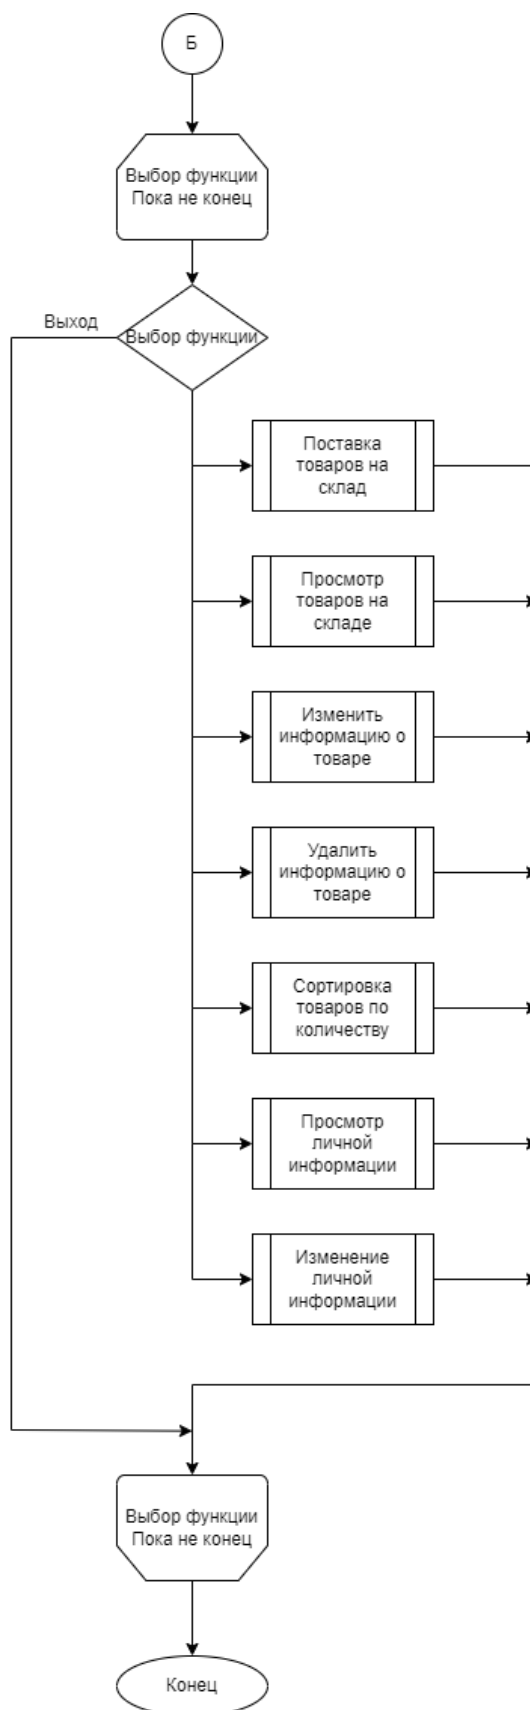 Б
Выбор функции
Пока не конец
Выход
Выбор функции
Поставка
товаров на
склад
Просмотр
товаров на
складе
Изменить
информацию о
товаре
Удалить
информацию о
товаре
Сортировка
товаров по
количеству
Просмотр
личной
информации
Изменение
личной
информации
Выбор функции
Пока не конец
Конец